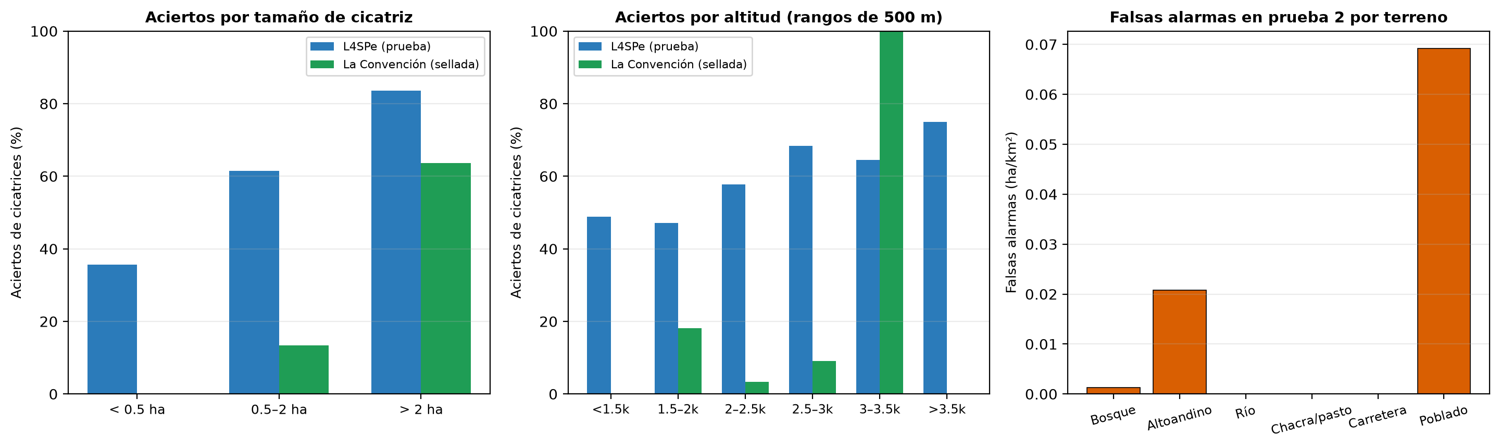 Aciertos por tamaño de cicatriz
Aciertos de cicatrices (%)
100
80
60
40
20
0
L4SPe (prueba)
La Convención (sellada)
< 0.5 ha
0.5–2 ha
> 2 ha
Aciertos por altitud (rangos de 500 m)
Aciertos de cicatrices (%)
100
80
60
40
20
0
L4SPe (prueba)
La Convención (sellada)
<1.5k
1.5–2k
2–2.5k
2.5–3k
3–3.5k
>3.5k
Falsas alarmas en prueba 2 por terreno
Falsas alarmas (ha/km²)
0.07
0.06
0.05
0.04
0.03
0.02
0.01
0.00
Bosque
Altoandino
Río
Chacra/pasto
Carretera
Poblado